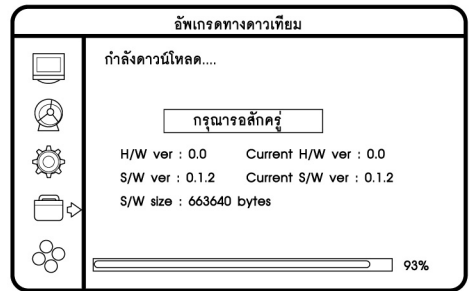 อัพเกรดทางดาวเทียม
กำลังดาวน์โหลด....
กรุณารอสักครู่
H/W ver : 0.0 Current H/W ver : 0.0
S/W ver : 0.1.2 Current S/W ver : 0.1.2
S/W size : 663640 bytes
93%